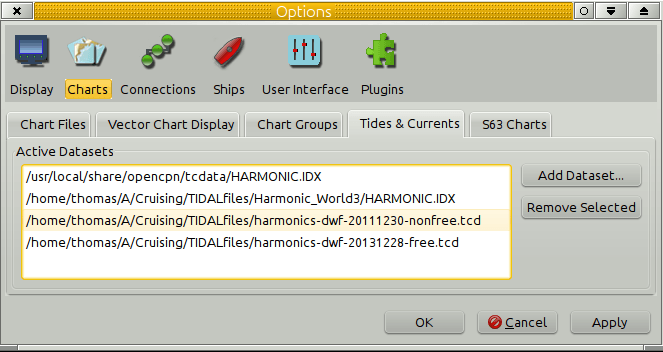 Options
Display Charts Connections Ships User Interface Plugins
Chart Files Vector Chart Display Chart Groups Tides & Currents S63 Charts
Active Datasets
/usr/local/share/opencpn/tcdata/HARMONIC.IDX
/home/thomas/A/Cruising/TIDALfiles/Harmonic_World3/HARMONIC.IDX
/home/thomas/A/Cruising/TIDALfiles/harmonics-dwf-20111230-nonfree.tcd
/home/thomas/A/Cruising/TIDALfiles/harmonics-dwf-20131228-free.tcd
Add Dataset...
Remove Selected
OK Cancel Apply